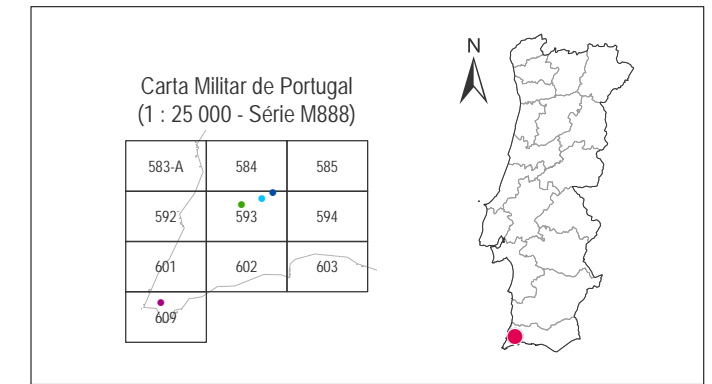 Carta Militar de Portugal
(1 : 25 000 - Série M888)
583-A 584 585
592 593 594
601 602 603
609
N